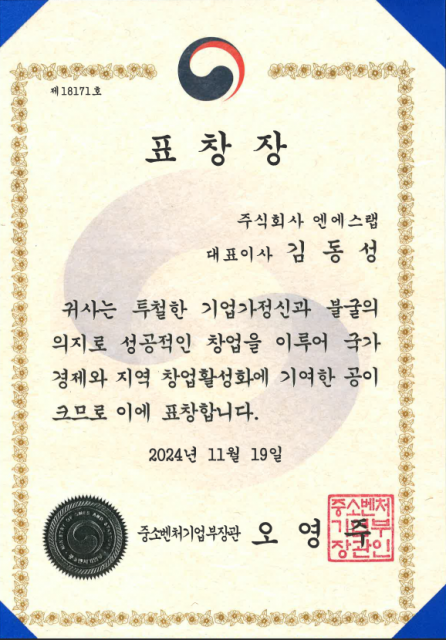 제18171호
표창장
주식회사 엔에스랩
대표이사 김동성
귀사는 투철한 기업가정신과 불굴의
의지로 성공적인 창업을 이루어 국가
경제와 지역 창업활성화에 기여한 공이
크므로 이에 표창합니다.
2024년 11월 19일
중소벤처기업부장관 오영주
중소벤처
기업부
장관인